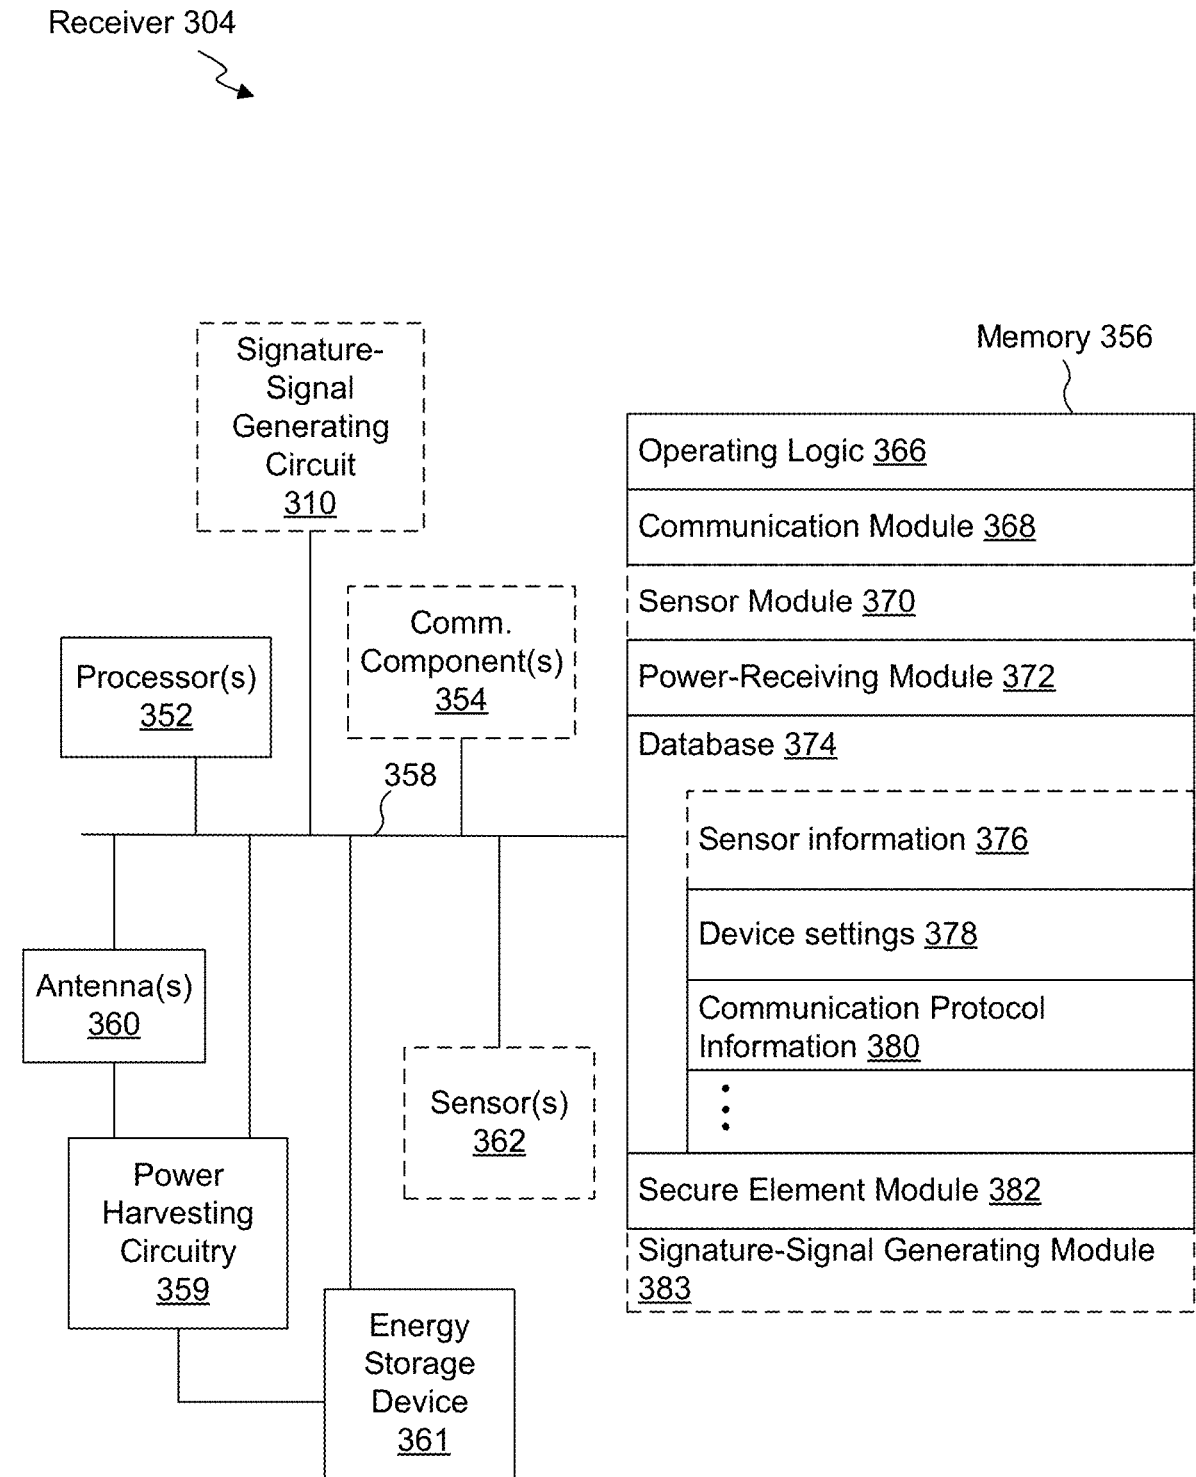 Receiver 304
Signature-
Signal
Generating
Circuit
310
Comm.
Component(s)
354
Processor(s)
352
358
Antenna(s)
360
Sensor(s)
362
Power
Harvesting
Circuitry
359
Energy
Storage
Device
361
Memory 356
Operating Logic 366
Communication Module 368
Sensor Module 370
Power-Receiving Module 372
Database 374
Sensor information 376
Device settings 378
Communication Protocol
Information 380
Secure Element Module 382
Signature-Signal Generating Module
383